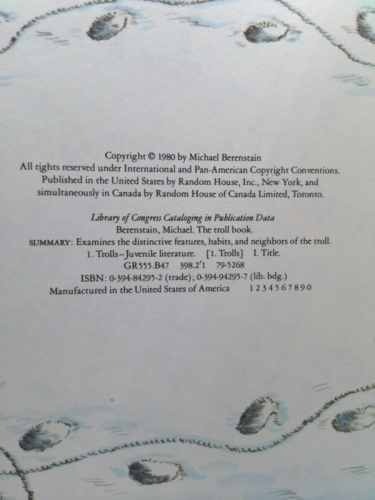 Copyright © 1980 by Michael Berenstain
All rights reserved under International and Pan-American Copyright Conventions.
Published in the United States by Random House, Inc., New York, and
simultaneously in Canada by Random House of Canada Limited, Toronto.
Library of Congress Cataloging in Publication Data
Berenstain, Michael. The troll book.
SUMMARY: Examines the distinctive features, habits, and neighbors of the troll.
1. Trolls–Juvenile literature. [1. Trolls] I. Title.
GR555.B47 398.2'1 79-5268
ISBN: 0-394-84295-2 (trade); 0-394-94295-7 (lib. bdg.)
Manufactured in the United States of America 1 2 3 4 5 6 7 8 9 0